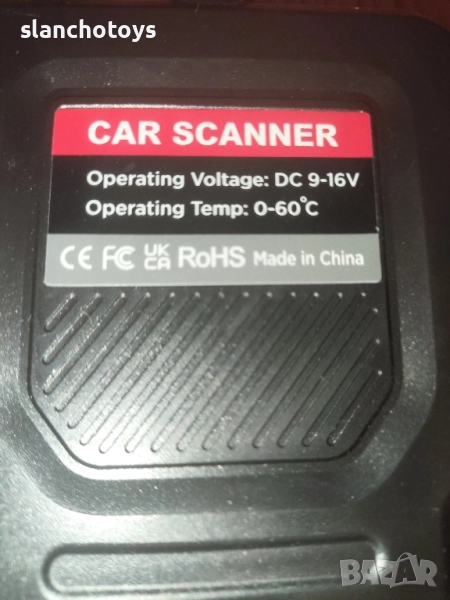 slanchotoys
CAR SCANNER
Operating Voltage: DC 9-16V
Operating Temp: 0-60°C
CE FC UK CA RoHS Made in China
BAZAR